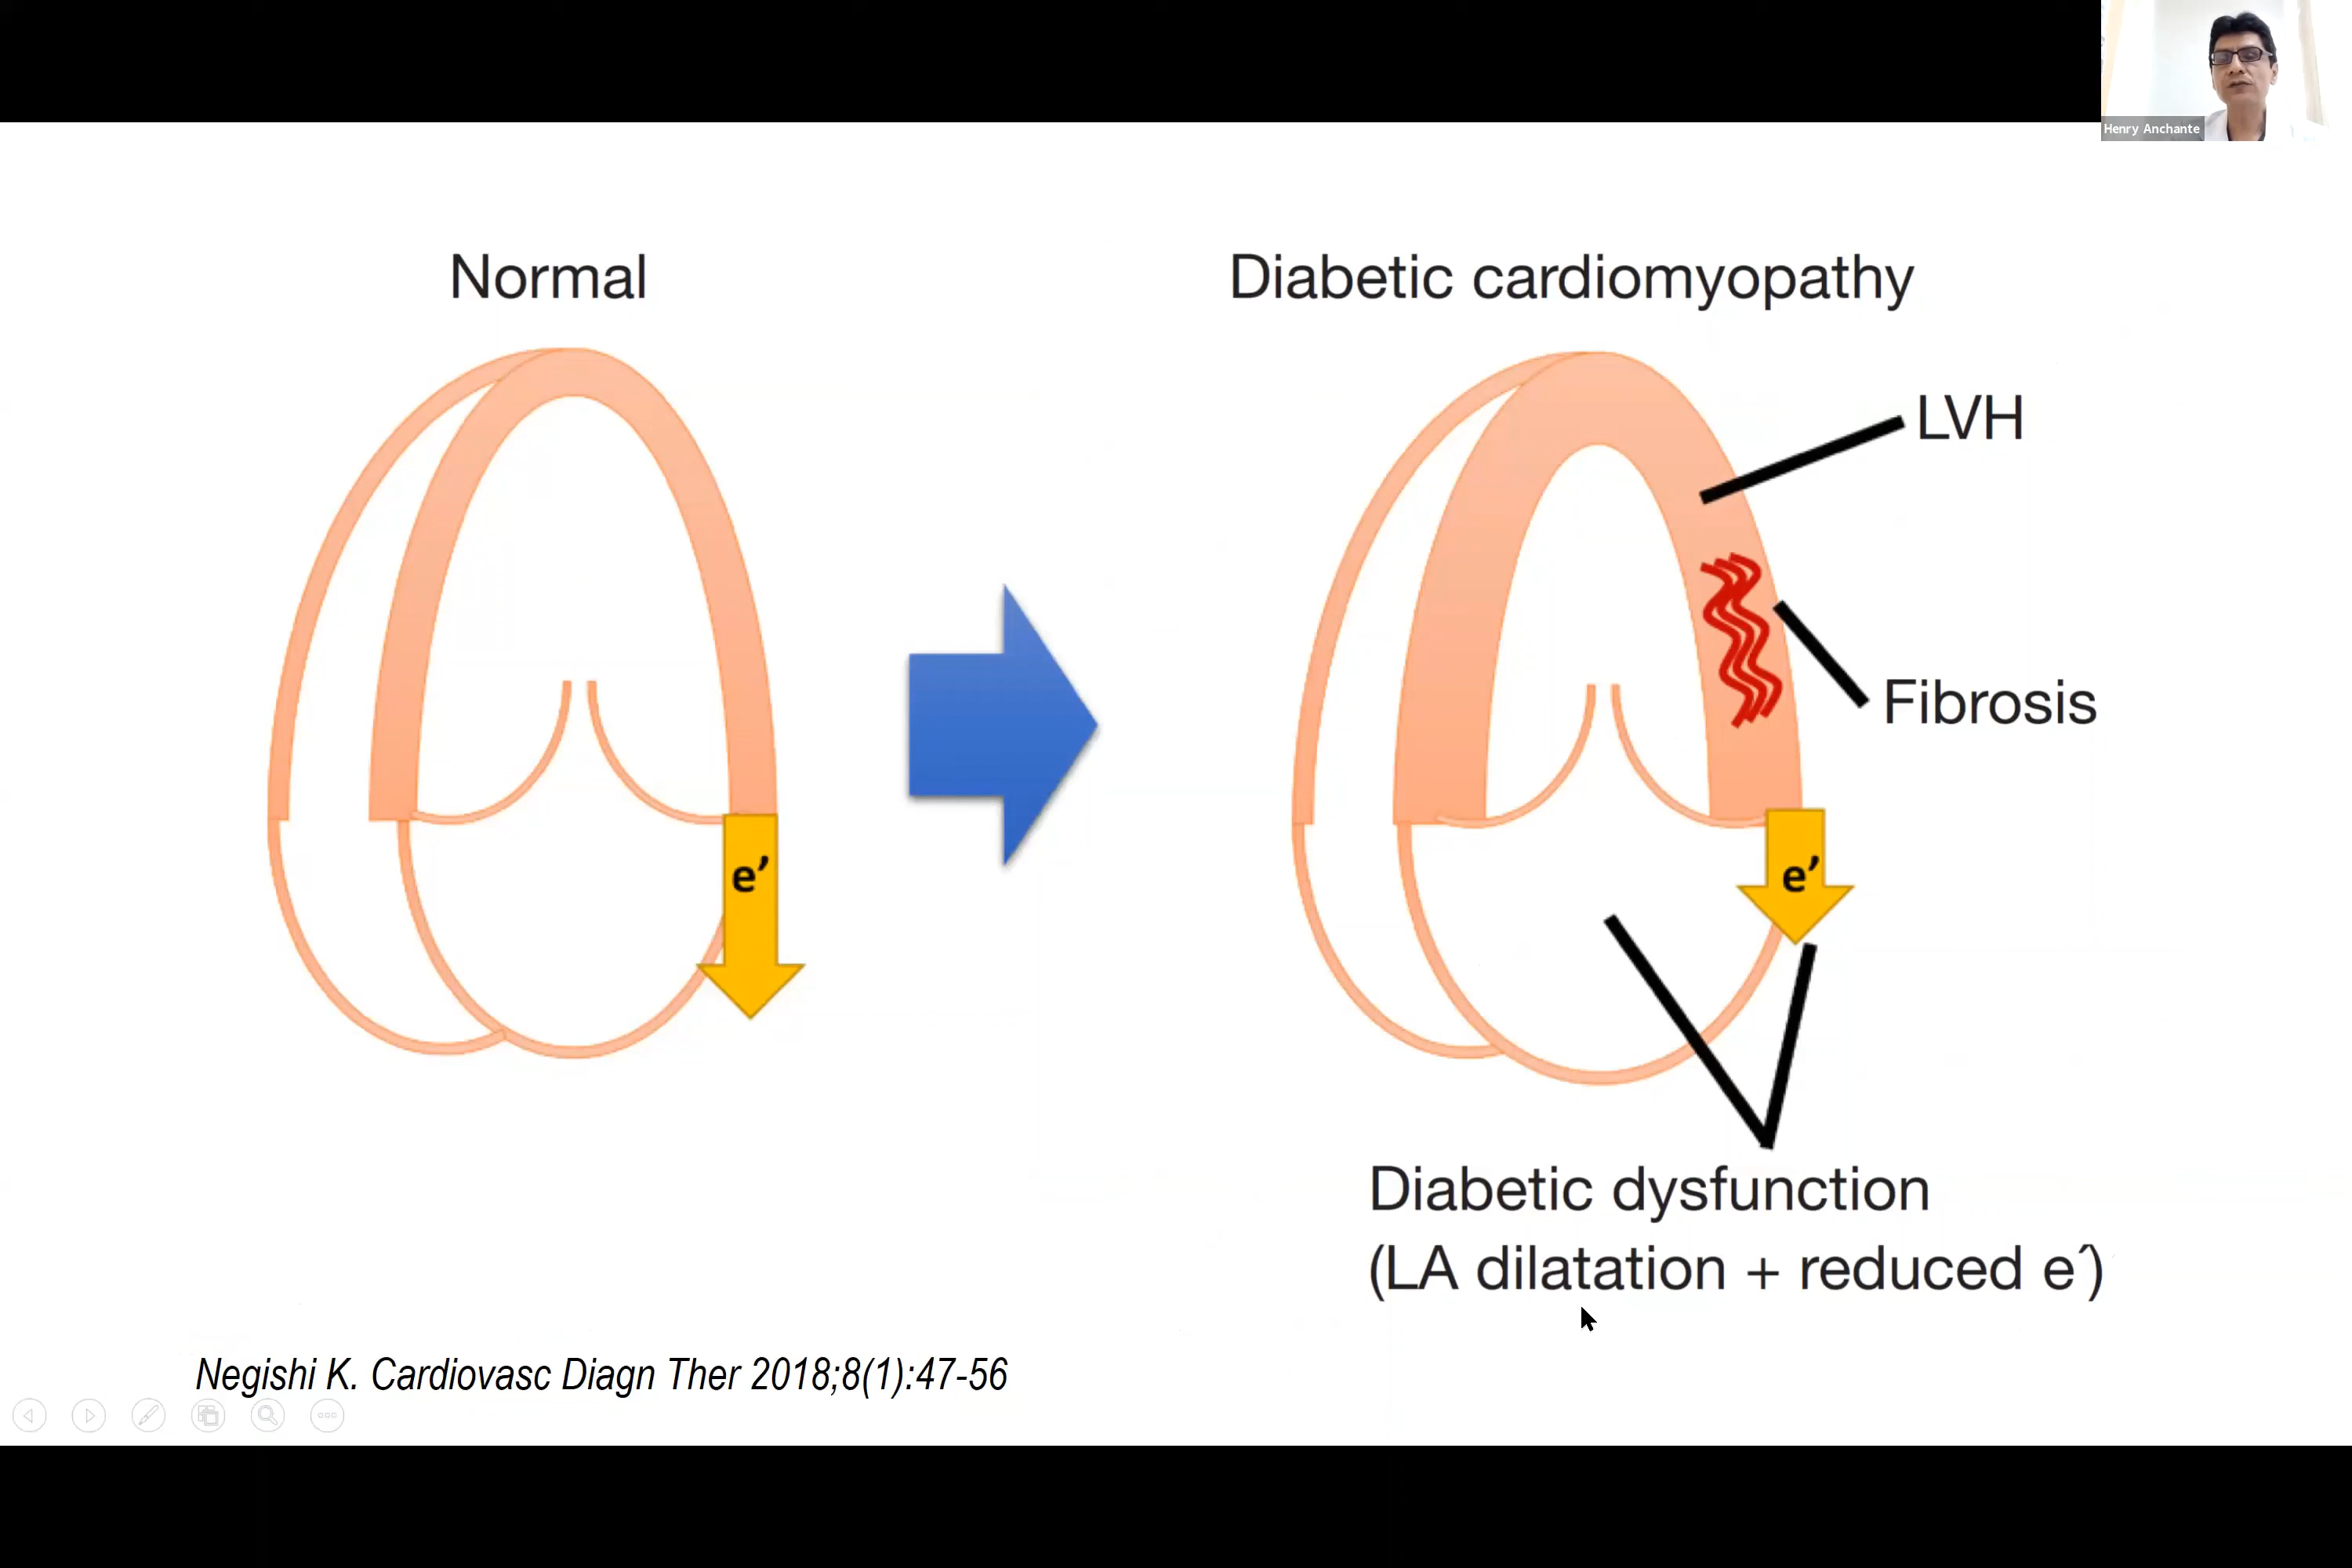 Henry Anchante
Normal
Diabetic cardiomyopathy
LVH
Fibrosis
e’
e’
Diabetic dysfunction
(LA dilatation + reduced e´)
Negishi K. Cardiovasc Diagn Ther 2018;8(1):47-56